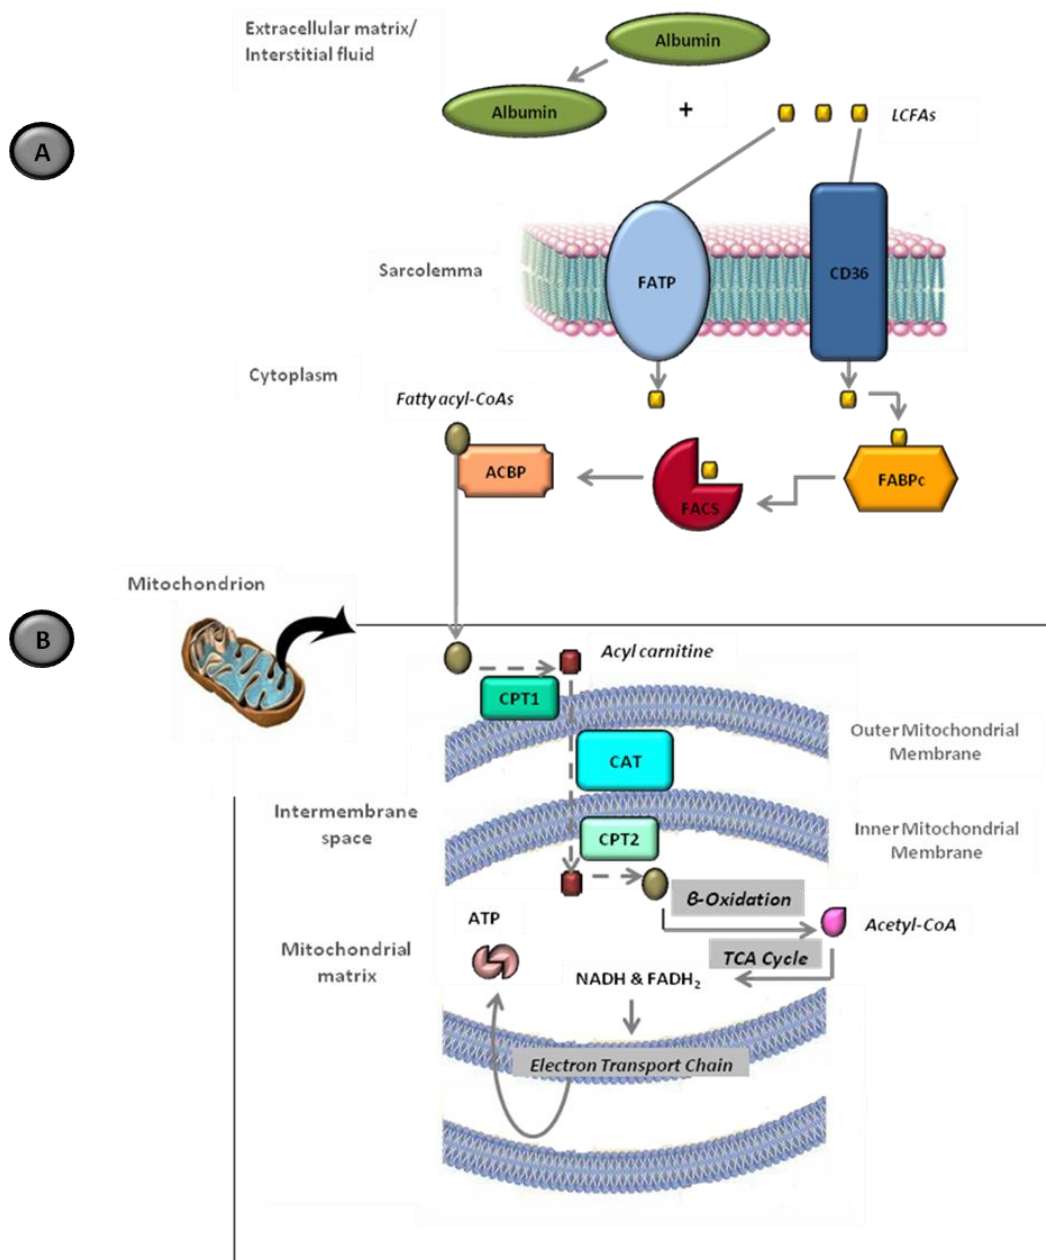 Extracellular matrix/
Interstitial fluid
Albumin
Albumin
+
LCFAs
A
Sarcolemma
FATP
CD36
Cytoplasm
Fatty acyl-CoAs
ACBP
FACS
FABPc
Mitochondrion
B
Acyl carnitine
CPT1
Outer Mitochondrial
Membrane
CAT
Intermembrane
space
Inner Mitochondrial
Membrane
CPT2
β-Oxidation
Acetyl-CoA
ATP
TCA Cycle
Mitochondrial
matrix
NADH & FADH₂
Electron Transport Chain